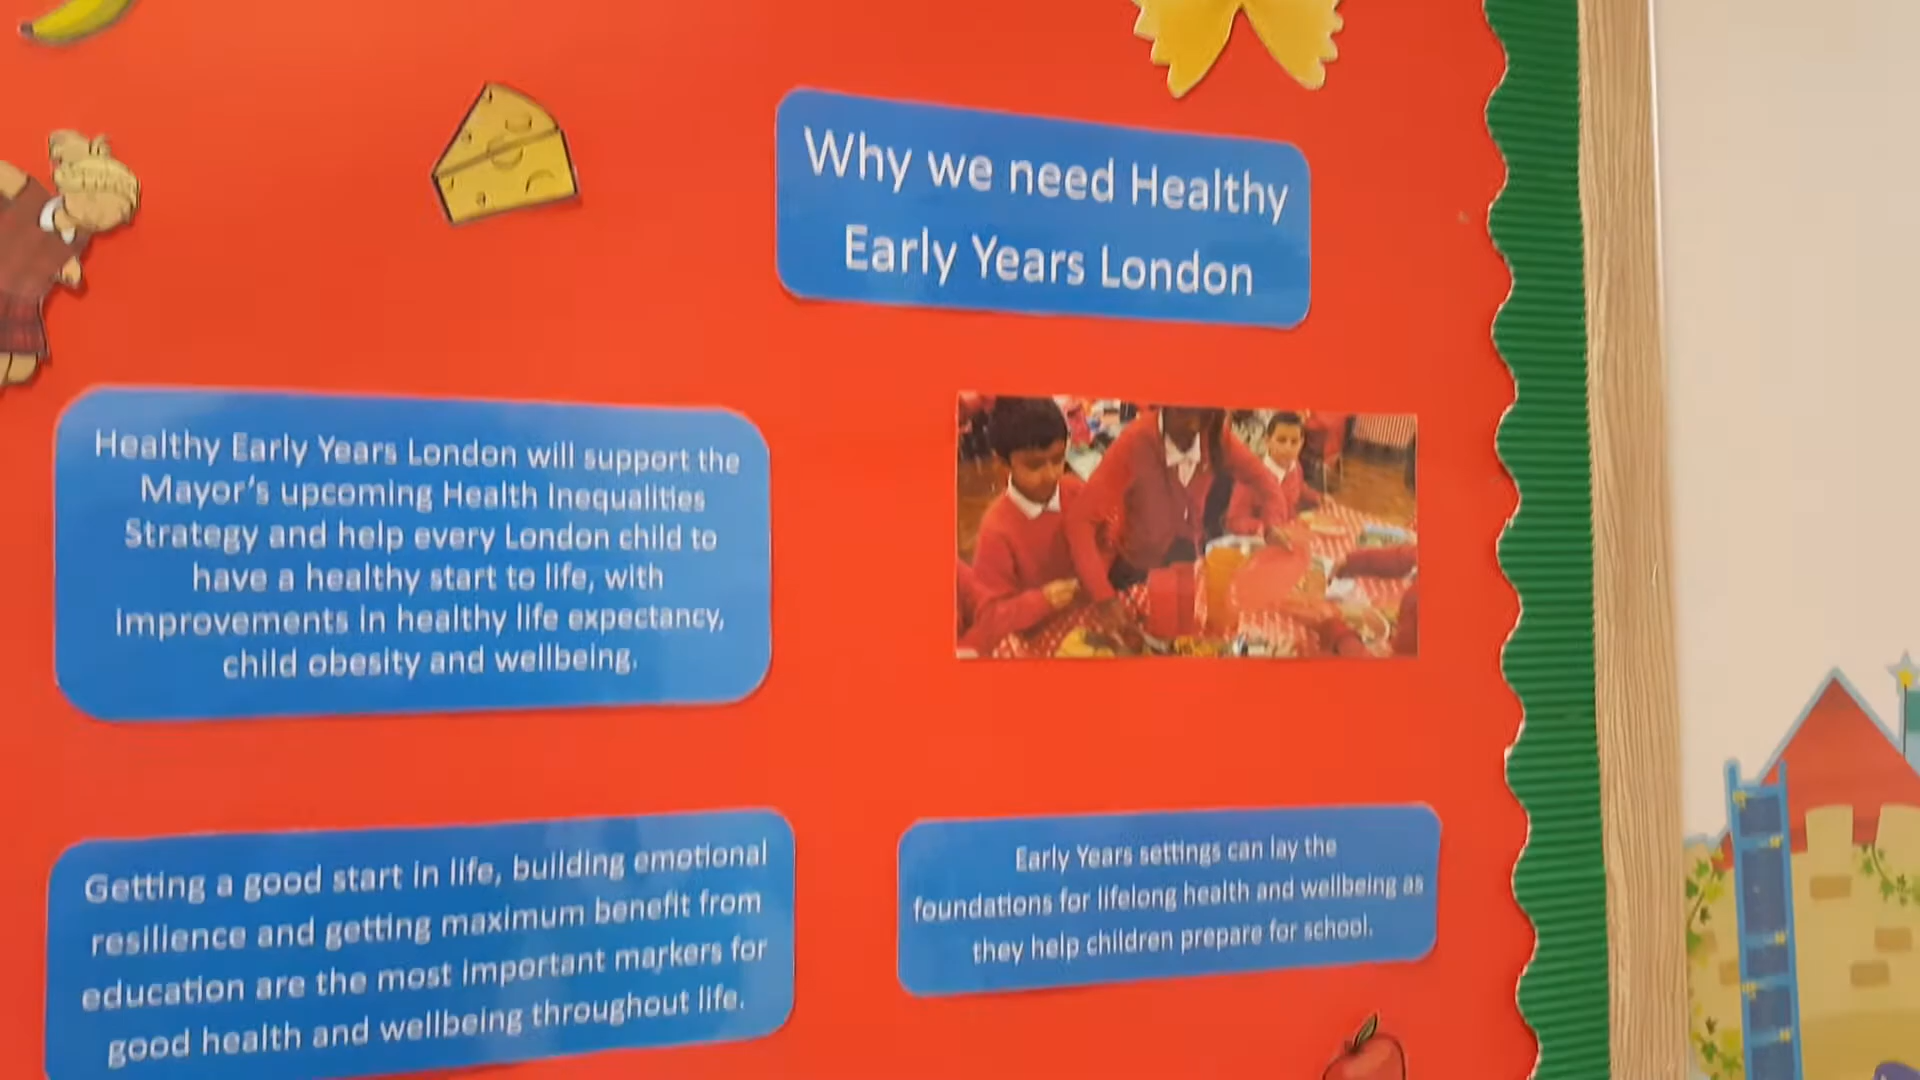 Why we need Healthy
Early Years London
Healthy Early Years London will support the
Mayor's upcoming Health Inequalities
Strategy and help every London child to
have a healthy start to life, with
improvements in healthy life expectancy,
child obesity and wellbeing.
Getting a good start in life, building emotional
resilience and getting maximum benefit from
education are the most important markers for
good health and wellbeing throughout life.
Early Years settings can lay the
foundations for lifelong health and wellbeing as
they help children prepare for school.